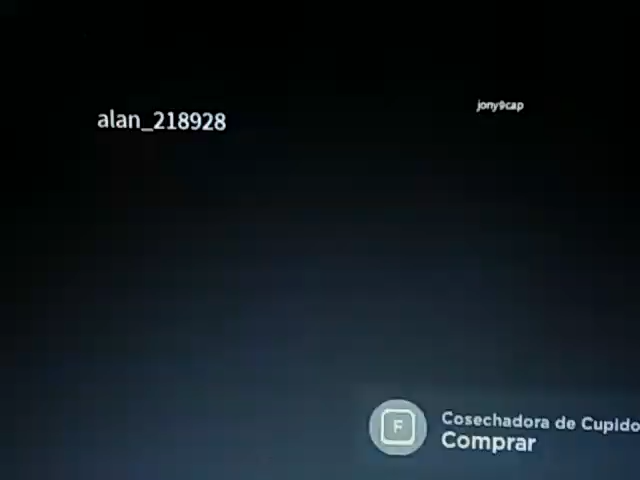 alan_218928
jony9cap
F
Cosechadora de Cupido
Comprar